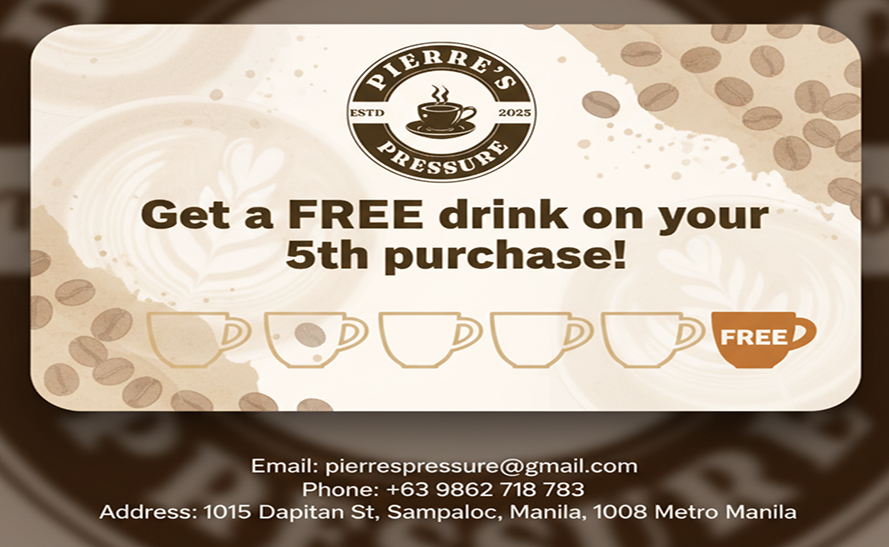 PIERRE'S
ESTD 2025
PRESSURE
Get a FREE drink on your
5th purchase!
FREE
Email: pierrespressure@gmail.com
Phone: +63 9862 718 783
Address: 1015 Dapitan St, Sampaloc, Manila, 1008 Metro Manila